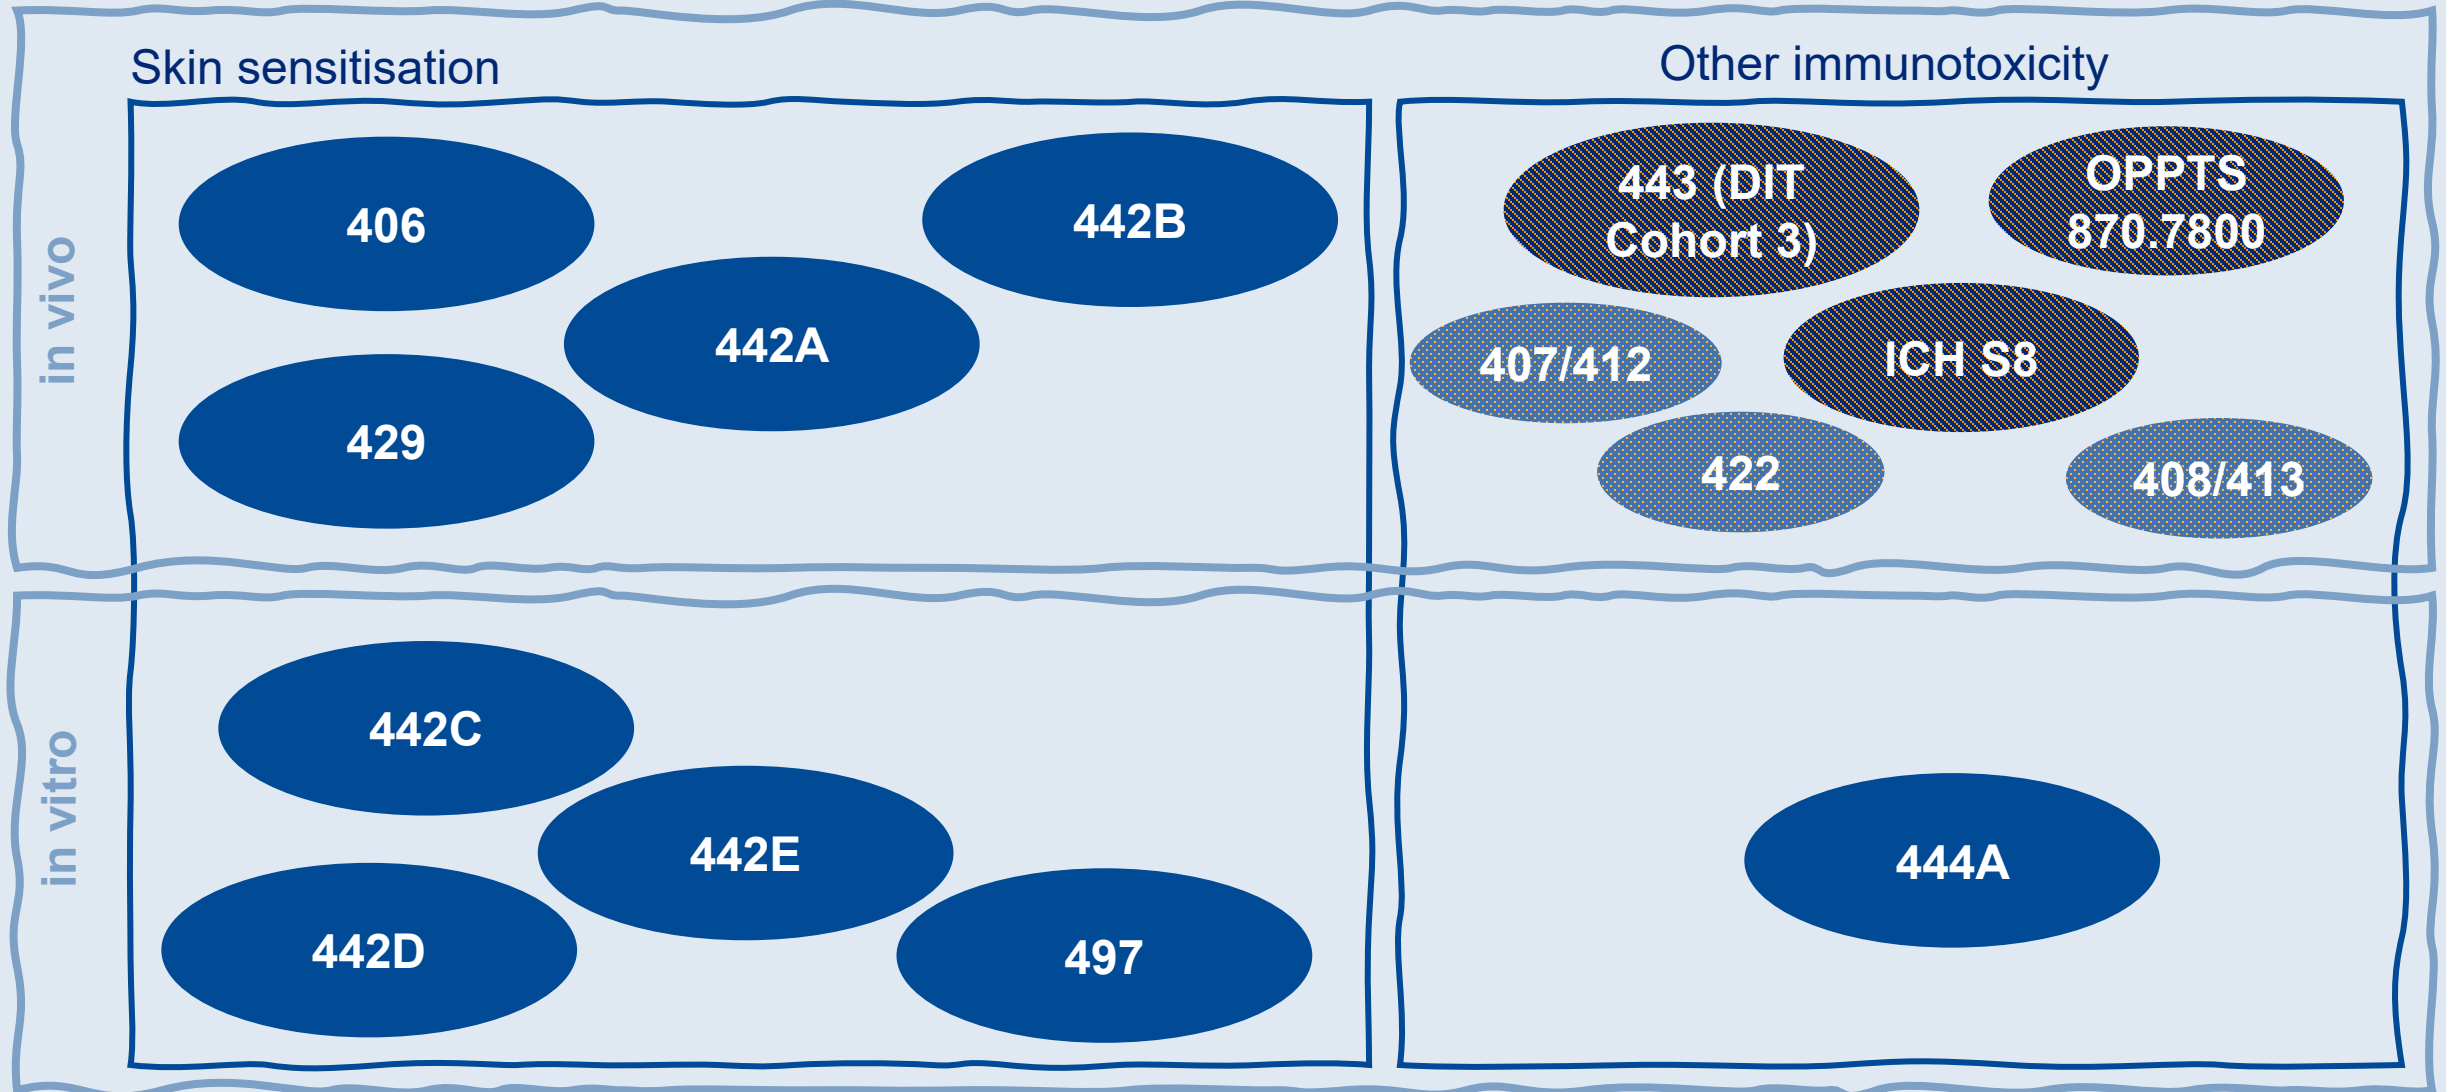 Skin sensitisation
Other immunotoxicity
in vivo
406
442B
442A
429
443 (DIT
Cohort 3)
OPPTS
870.7800
407/412
ICH S8
422
408/413
in vitro
442C
442E
442D
497
444A